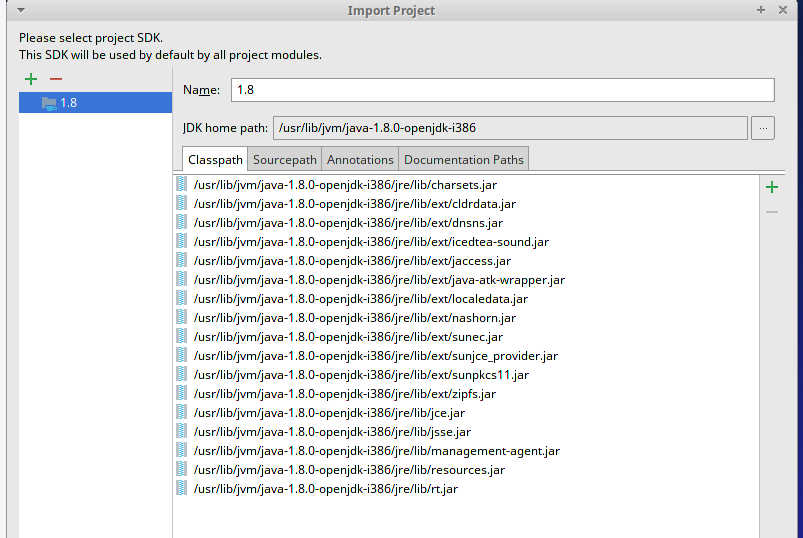 Import Project
Please select project SDK.
This SDK will be used by default by all project modules.
1.8
Name: 1.8
JDK home path: /usr/lib/jvm/java-1.8.0-openjdk-i386 ...
Classpath Sourcepath Annotations Documentation Paths
/usr/lib/jvm/java-1.8.0-openjdk-i386/jre/lib/charsets.jar
/usr/lib/jvm/java-1.8.0-openjdk-i386/jre/lib/ext/cldrdata.jar
/usr/lib/jvm/java-1.8.0-openjdk-i386/jre/lib/ext/dnsns.jar
/usr/lib/jvm/java-1.8.0-openjdk-i386/jre/lib/ext/icedtea-sound.jar
/usr/lib/jvm/java-1.8.0-openjdk-i386/jre/lib/ext/jaccess.jar
/usr/lib/jvm/java-1.8.0-openjdk-i386/jre/lib/ext/java-atk-wrapper.jar
/usr/lib/jvm/java-1.8.0-openjdk-i386/jre/lib/ext/localedata.jar
/usr/lib/jvm/java-1.8.0-openjdk-i386/jre/lib/ext/nashorn.jar
/usr/lib/jvm/java-1.8.0-openjdk-i386/jre/lib/ext/sunec.jar
/usr/lib/jvm/java-1.8.0-openjdk-i386/jre/lib/ext/sunjce_provider.jar
/usr/lib/jvm/java-1.8.0-openjdk-i386/jre/lib/ext/sunpkcs11.jar
/usr/lib/jvm/java-1.8.0-openjdk-i386/jre/lib/ext/zipfs.jar
/usr/lib/jvm/java-1.8.0-openjdk-i386/jre/lib/jce.jar
/usr/lib/jvm/java-1.8.0-openjdk-i386/jre/lib/jsse.jar
/usr/lib/jvm/java-1.8.0-openjdk-i386/jre/lib/management-agent.jar
/usr/lib/jvm/java-1.8.0-openjdk-i386/jre/lib/resources.jar
/usr/lib/jvm/java-1.8.0-openjdk-i386/jre/lib/rt.jar